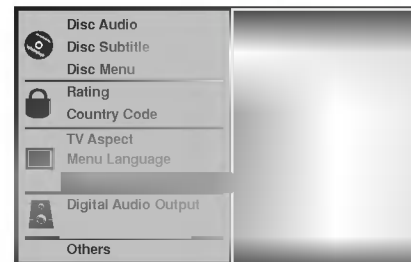 Disc Audio
Disc Subtitle
Disc Menu
Rating
Country Code
TV Aspect
Menu Language
Digital Audio Output
Others